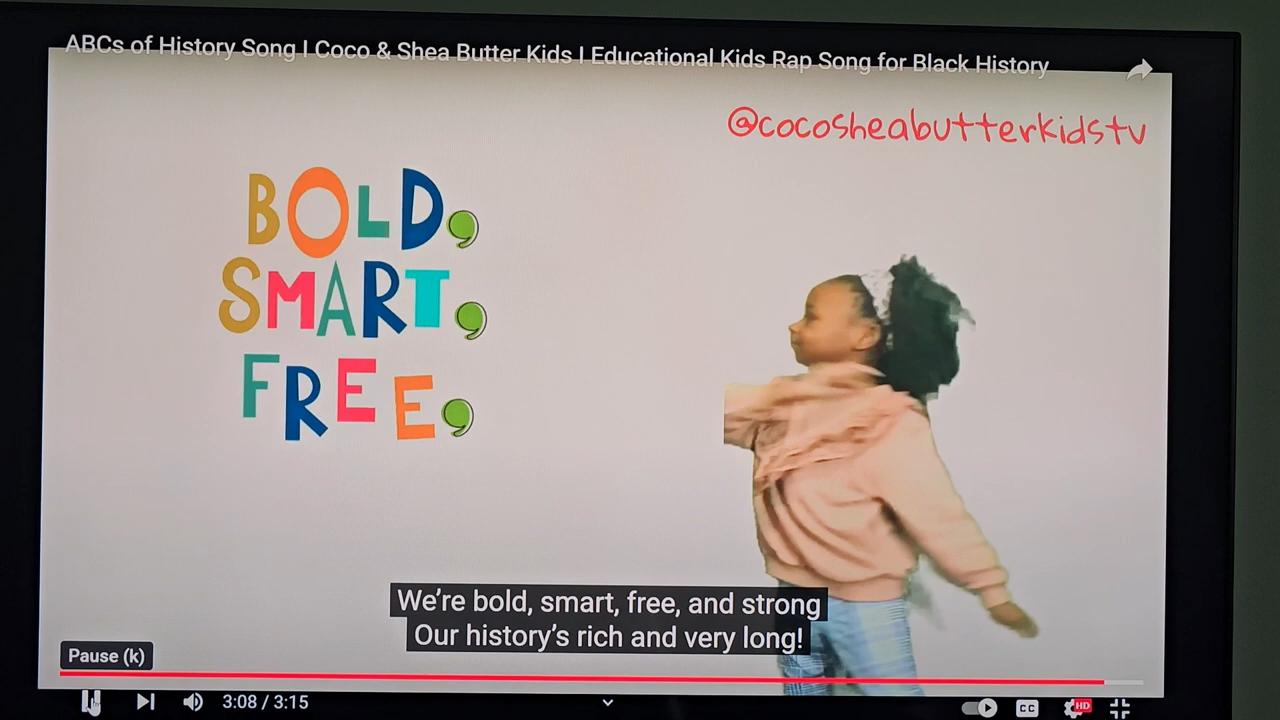 ABCs of History Song I Coco & Shea Butter Kids I Educational Kids Rap Song for Black History
@cocosheabutterkidstv
BOLD,
SMART,
FREE,
We're bold, smart, free, and strong
Our history's rich and very long!
Pause (k)
3:08 / 3:15
CC
HD